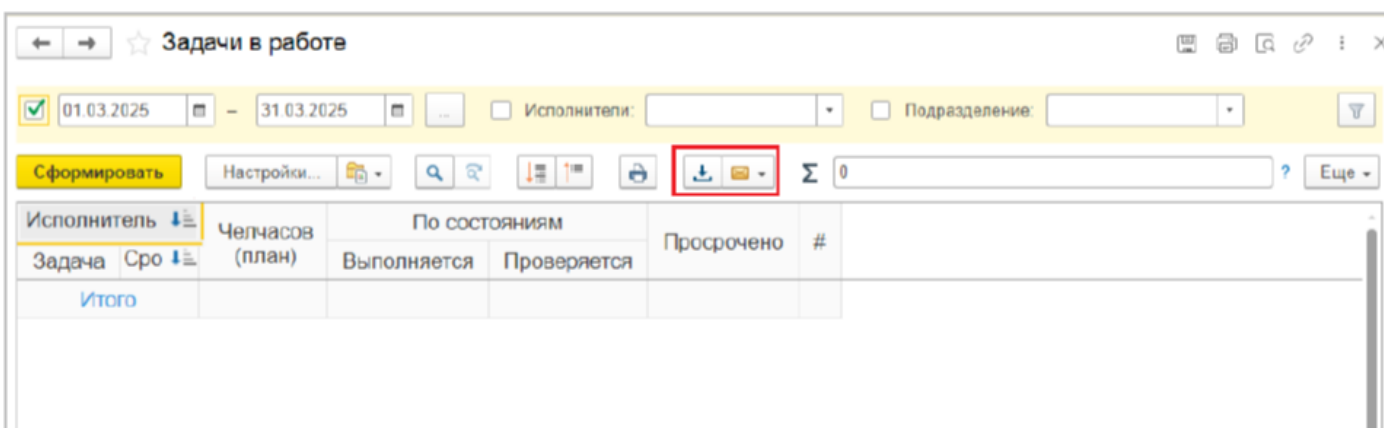 Задачи в работе
01.03.2025 – 31.03.2025 ... Исполнители: Подразделение:
Сформировать Настройки... Σ 0 ? Еще
Исполнитель Челчасов (план) По состояниям Просрочено #
Задача Сро Выполняется Проверяется
Итого